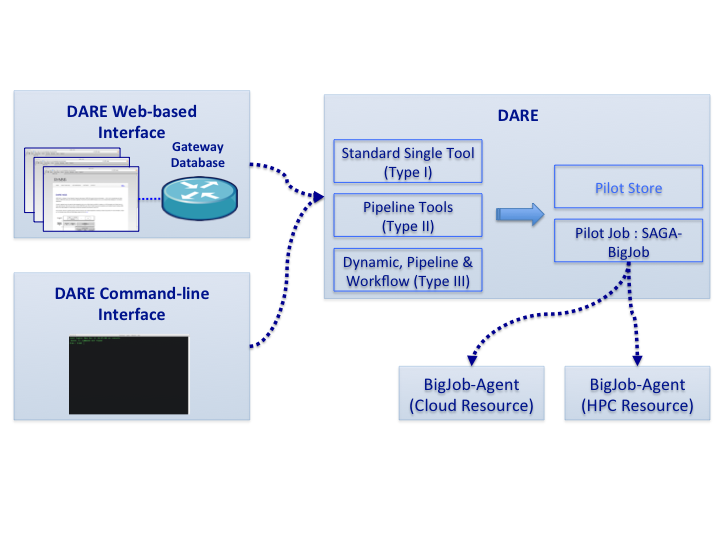 DARE Web-based
Interface
Gateway
Database
DARE Command-line
Interface
DARE
Standard Single Tool
(Type I)
Pipeline Tools
(Type II)
Dynamic, Pipeline &
Workflow (Type III)
Pilot Store
Pilot Job : SAGA-
BigJob
BigJob-Agent
(Cloud Resource)
BigJob-Agent
(HPC Resource)